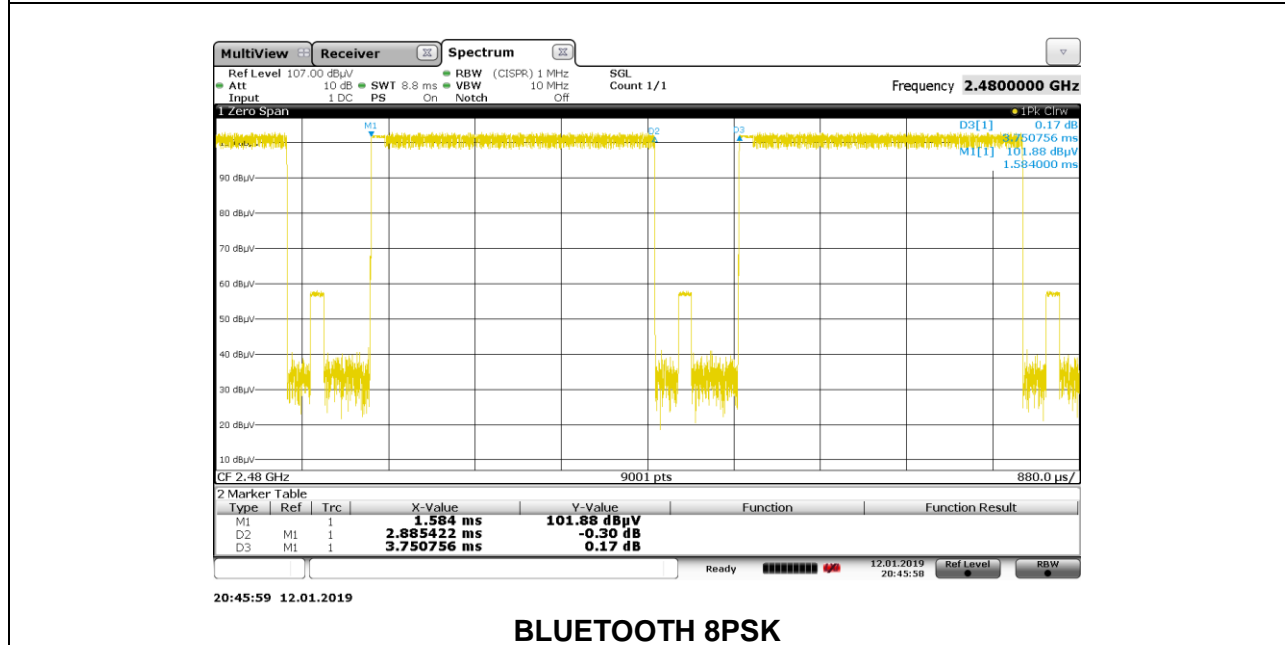 MultiView Receiver Spectrum
Ref Level 107.00 dBµV RBW (CISPR) 1 MHz SGL
Att 10 dB SWT 8.8 ms VBW 10 MHz Count 1/1 Frequency 2.4800000 GHz
Input 1 DC PS On Notch Off
1 Zero Span 1Pk Clrw
M1 D2 D3 D3[1] 0.17 dB
3.750756 ms
M1[1] 101.88 dBµV
1.584000 ms
90 dBµV
80 dBµV
70 dBµV
60 dBµV
50 dBµV
40 dBµV
30 dBµV
20 dBµV
10 dBµV
CF 2.48 GHz 9001 pts 880.0 µs/
2 Marker Table
Type Ref Trc X-Value Y-Value Function Function Result
M1 1 1.584 ms 101.88 dBµV
D2 M1 1 2.885422 ms -0.30 dB
D3 M1 1 3.750756 ms 0.17 dB
Ready 12.01.2019 Ref Level RBW
20:45:58
20:45:59 12.01.2019
BLUETOOTH 8PSK